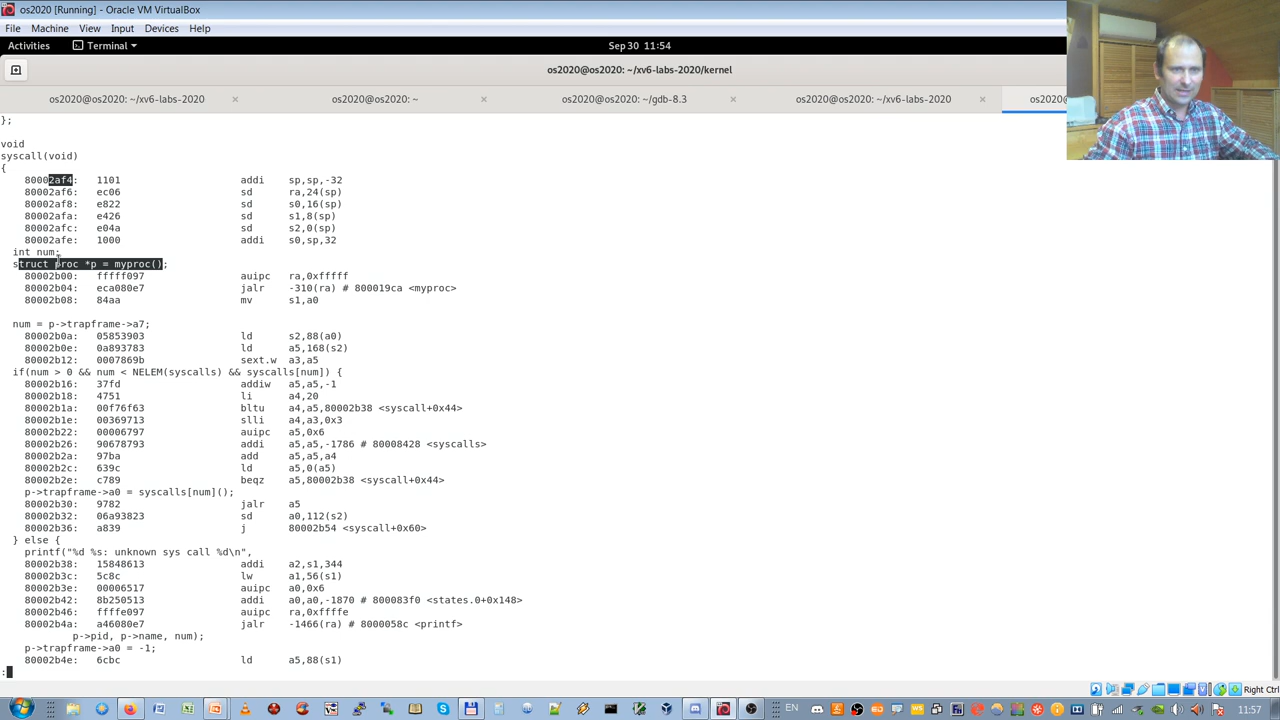 os2020 [Running] - Oracle VM VirtualBox
File Machine View Input Devices Help
Activities Terminal Sep 30 11:54
os2020@os2020: ~/xv6-labs-2020/kernel
os2020@os2020: ~/xv6-labs-2020 × os2020@os2020: ~ × os2020@os2020: ~/gdb-8.3 × os2020@os2020: ~/xv6-labs-2020 × os2020@
};
void
syscall(void)
{
80002af4: 1101 addi sp,sp,-32
80002af6: ec06 sd ra,24(sp)
80002af8: e822 sd s0,16(sp)
80002afa: e426 sd s1,8(sp)
80002afc: e04a sd s2,0(sp)
80002afe: 1000 addi s0,sp,32
int num;
struct proc *p = myproc();
80002b00: fffff097 auipc ra,0xfffff
80002b04: eca080e7 jalr -310(ra) # 800019ca <myproc>
80002b08: 84aa mv s1,a0
num = p->trapframe->a7;
80002b0a: 05853903 ld s2,88(a0)
80002b0e: 0a893783 ld a5,168(s2)
80002b12: 0007869b sext.w a3,a5
if(num > 0 && num < NELEM(syscalls) && syscalls[num]) {
80002b16: 37fd addiw a5,a5,-1
80002b18: 4751 li a4,20
80002b1a: 00f76f63 bltu a4,a5,80002b38 <syscall+0x44>
80002b1e: 00369713 slli a4,a3,0x3
80002b22: 00006797 auipc a5,0x6
80002b26: 90678793 addi a5,a5,-1786 # 80008428 <syscalls>
80002b2a: 97ba add a5,a5,a4
80002b2c: 639c ld a5,0(a5)
80002b2e: c789 beqz a5,80002b38 <syscall+0x44>
p->trapframe->a0 = syscalls[num]();
80002b30: 9782 jalr a5
80002b32: 06a93823 sd a0,112(s2)
80002b36: a839 j 80002b54 <syscall+0x60>
} else {
printf("%d %s: unknown sys call %d\n",
80002b38: 15848613 addi a2,s1,344
80002b3c: 5c8c lw a1,56(s1)
80002b3e: 00006517 auipc a0,0x6
80002b42: 8b250513 addi a0,a0,-1870 # 800083f0 <states.0+0x148>
80002b46: ffffe097 auipc ra,0xffffe
80002b4a: a46080e7 jalr -1466(ra) # 8000058c <printf>
p->pid, p->name, num);
p->trapframe->a0 = -1;
80002b4e: 6cbc ld a5,88(s1)
:
Right Ctrl
EN 11:57